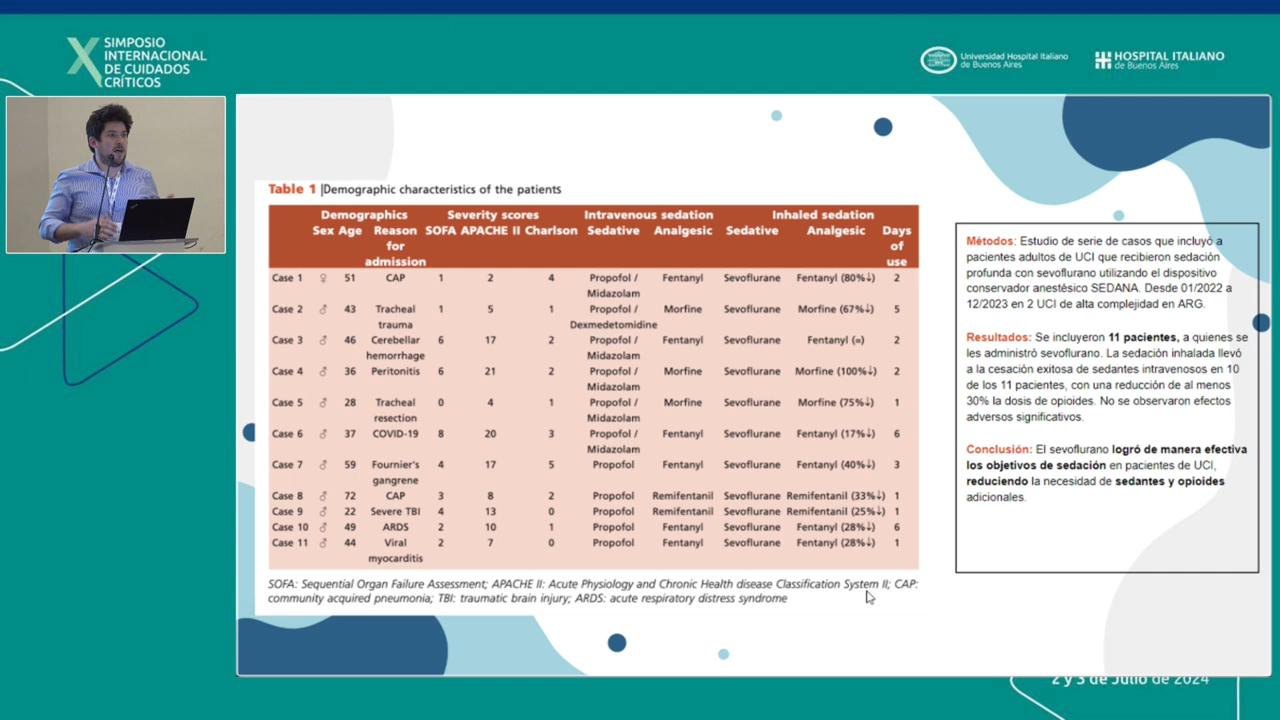 SIMPOSIO
INTERNACIONAL
DE CUIDADOS
CRÍTICOS
Universidad Hospital Italiano
de Buenos Aires
HOSPITAL ITALIANO
de Buenos Aires
Table 1 |Demographic characteristics of the patients
Demographics Severity scores Intravenous sedation Inhaled sedation
Sex Age Reason for admission SOFA APACHE II Charlson Sedative Analgesic Sedative Analgesic Days of use
Case 1 ♀ 51 CAP 1 2 4 Propofol / Midazolam Fentanyl Sevoflurane Fentanyl (80%↓) 2
Case 2 ♂ 43 Tracheal trauma 1 5 1 Propofol / Dexmedetomidine Morfine Sevoflurane Morfine (67%↓) 5
Case 3 ♂ 46 Cerebellar hemorrhage 6 17 2 Propofol / Midazolam Fentanyl Sevoflurane Fentanyl (=) 2
Case 4 ♂ 36 Peritonitis 6 21 2 Propofol / Midazolam Morfine Sevoflurane Morfine (100%↓) 2
Case 5 ♂ 28 Tracheal resection 0 4 1 Propofol / Midazolam Morfine Sevoflurane Morfine (75%↓) 1
Case 6 ♂ 37 COVID-19 8 20 3 Propofol / Midazolam Fentanyl Sevoflurane Fentanyl (17%↓) 6
Case 7 ♂ 59 Fournier's gangrene 4 17 5 Propofol Fentanyl Sevoflurane Fentanyl (40%↓) 3
Case 8 ♂ 72 CAP 3 8 2 Propofol Remifentanil Sevoflurane Remifentanil (33%↓) 1
Case 9 ♂ 22 Severe TBI 4 13 0 Propofol Remifentanil Sevoflurane Remifentanil (25%↓) 1
Case 10 ♂ 49 ARDS 2 10 1 Propofol Fentanyl Sevoflurane Fentanyl (28%↓) 6
Case 11 ♂ 44 Viral myocarditis 2 7 0 Propofol Fentanyl Sevoflurane Fentanyl (28%↓) 1
SOFA: Sequential Organ Failure Assessment; APACHE II: Acute Physiology and Chronic Health disease Classification System II; CAP:
community acquired pneumonia; TBI: traumatic brain injury; ARDS: acute respiratory distress syndrome
Métodos: Estudio de serie de casos que incluyó a
pacientes adultos de UCI que recibieron sedación
profunda con sevoflurano utilizando el dispositivo
conservador anestésico SEDANA. Desde 01/2022 a
12/2023 en 2 UCI de alta complejidad en ARG.
Resultados: Se incluyeron 11 pacientes, a quienes se
les administró sevoflurano. La sedación inhalada llevó
a la cesación exitosa de sedantes intravenosos en 10
de los 11 pacientes, con una reducción de al menos
30% la dosis de opioides. No se observaron efectos
adversos significativos.
Conclusión: El sevoflurano logró de manera efectiva
los objetivos de sedación en pacientes de UCI,
reduciendo la necesidad de sedantes y opioides
adicionales.
2 y 3 de Julio de 2024